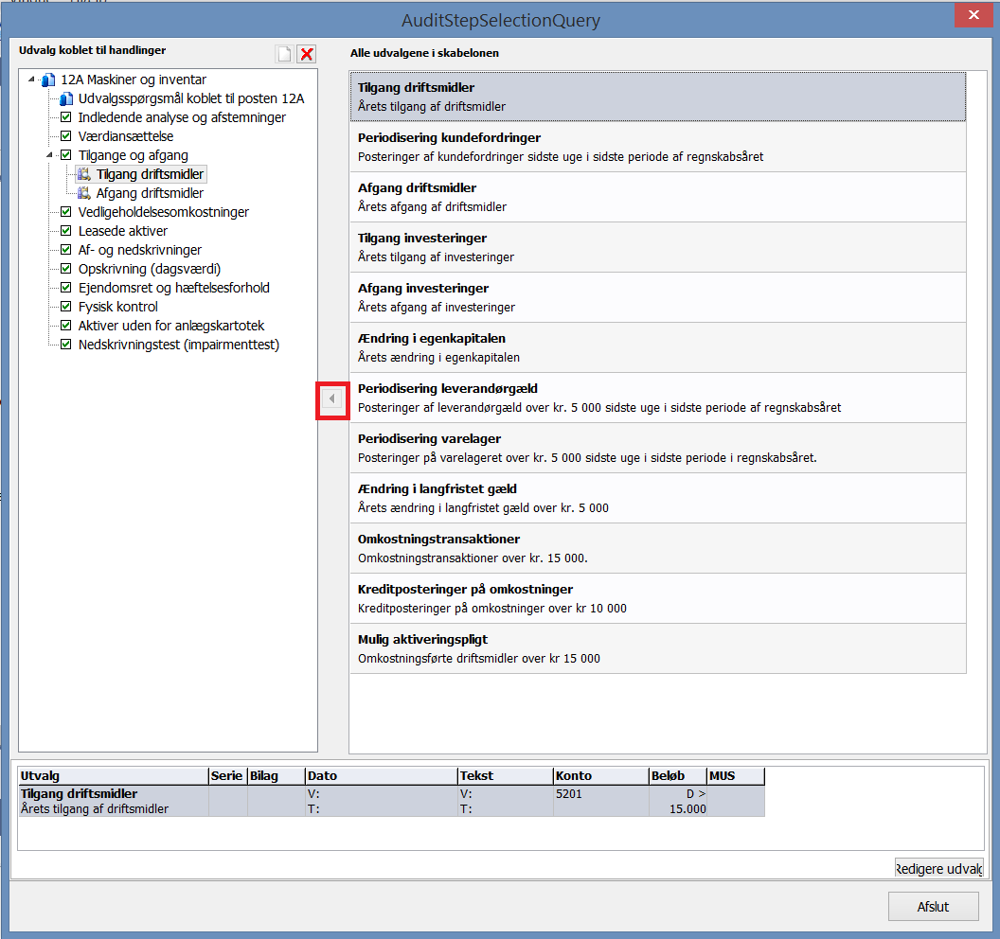 AuditStepSelectionQuery
Udvalg koblet til handlinger
12A Maskiner og inventar
Udvalgsspørgsmål koblet til posten 12A
Indledende analyse og afstemninger
Værdiansættelse
Tilgange og afgang
Tilgang driftsmidler
Afgang driftsmidler
Vedligeholdelsesomkostninger
Leasede aktiver
Af- og nedskrivninger
Opskrivning (dagsværdi)
Ejendomsret og hæftelsesforhold
Fysisk kontrol
Aktiver uden for anlægskartotek
Nedskrivningstest (impairmenttest)
Alle udvalgene i skabelonen
Tilgang driftsmidler
Årets tilgang af driftsmidler
Periodisering kundefordringer
Posteringer af kundefordringer sidste uge i sidste periode af regnskabsåret
Afgang driftsmidler
Årets afgang af driftsmidler
Tilgang investeringer
Årets tilgang af investeringer
Afgang investeringer
Årets afgang af investeringer
Ændring i egenkapitalen
Årets ændring i egenkapitalen
Periodisering leverandørgæld
Posteringer af leverandørgæld over kr. 5 000 sidste uge i sidste periode af regnskabsåret
Periodisering varelager
Posteringer på varelageret over kr. 5 000 sidste uge i sidste periode i regnskabsåret.
Ændring i langfristet gæld
Årets ændring i langfristet gæld over kr. 5 000
Omkostningstransaktioner
Omkostningstransaktioner over kr. 15 000.
Kreditposteringer på omkostninger
Kreditposteringer på omkostninger over kr 10 000
Mulig aktiveringspligt
Omkostningsførte driftsmidler over kr 15 000
Utvalg Serie Bilag Dato Tekst Konto Beløb MUS
Tilgang driftsmidler V: V: 5201 D >
Årets tilgang af driftsmidler T: T: 15.000
Redigere udvalg
Afslut